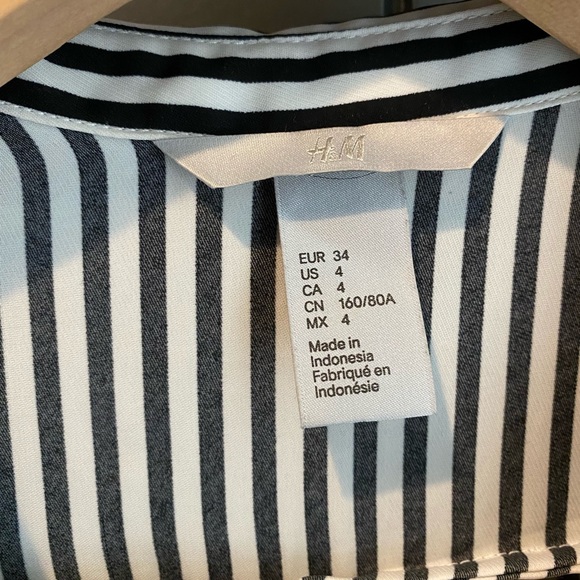 H&M
EUR 34
US 4
CA 4
CN 160/80A
MX 4
Made in
Indonesia
Fabriqué en
Indonésie